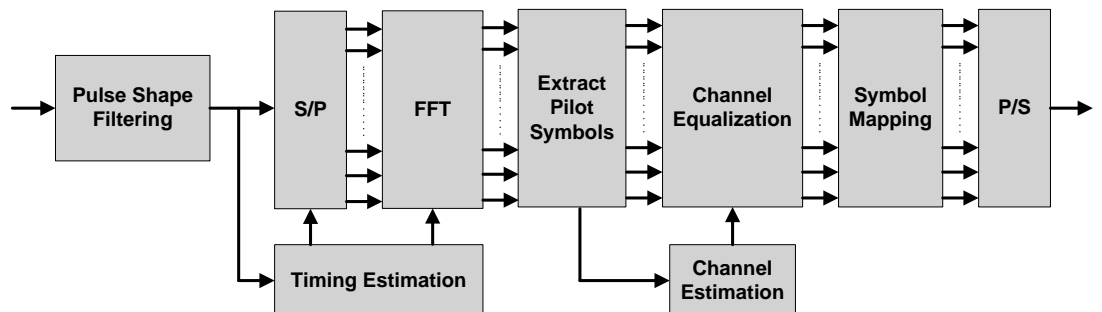 Pulse Shape
Filtering
S/P
FFT
Extract
Pilot
Symbols
Channel
Equalization
Symbol
Mapping
P/S
Timing Estimation
Channel
Estimation